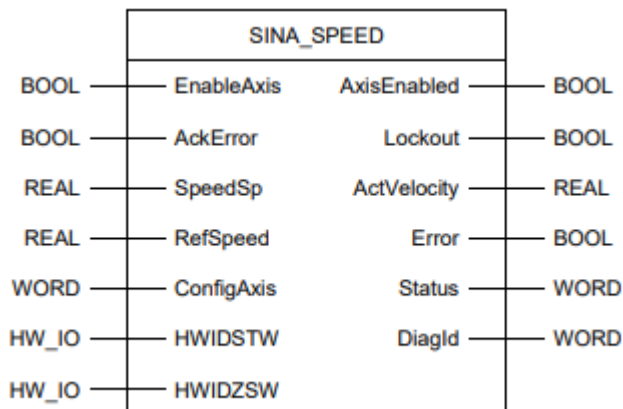 SINA_SPEED
BOOL EnableAxis AxisEnabled BOOL
BOOL AckError Lockout BOOL
REAL SpeedSp ActVelocity REAL
REAL RefSpeed Error BOOL
WORD ConfigAxis Status WORD
HW_IO HWIDSTW DiagId WORD
HW_IO HWIDZSW